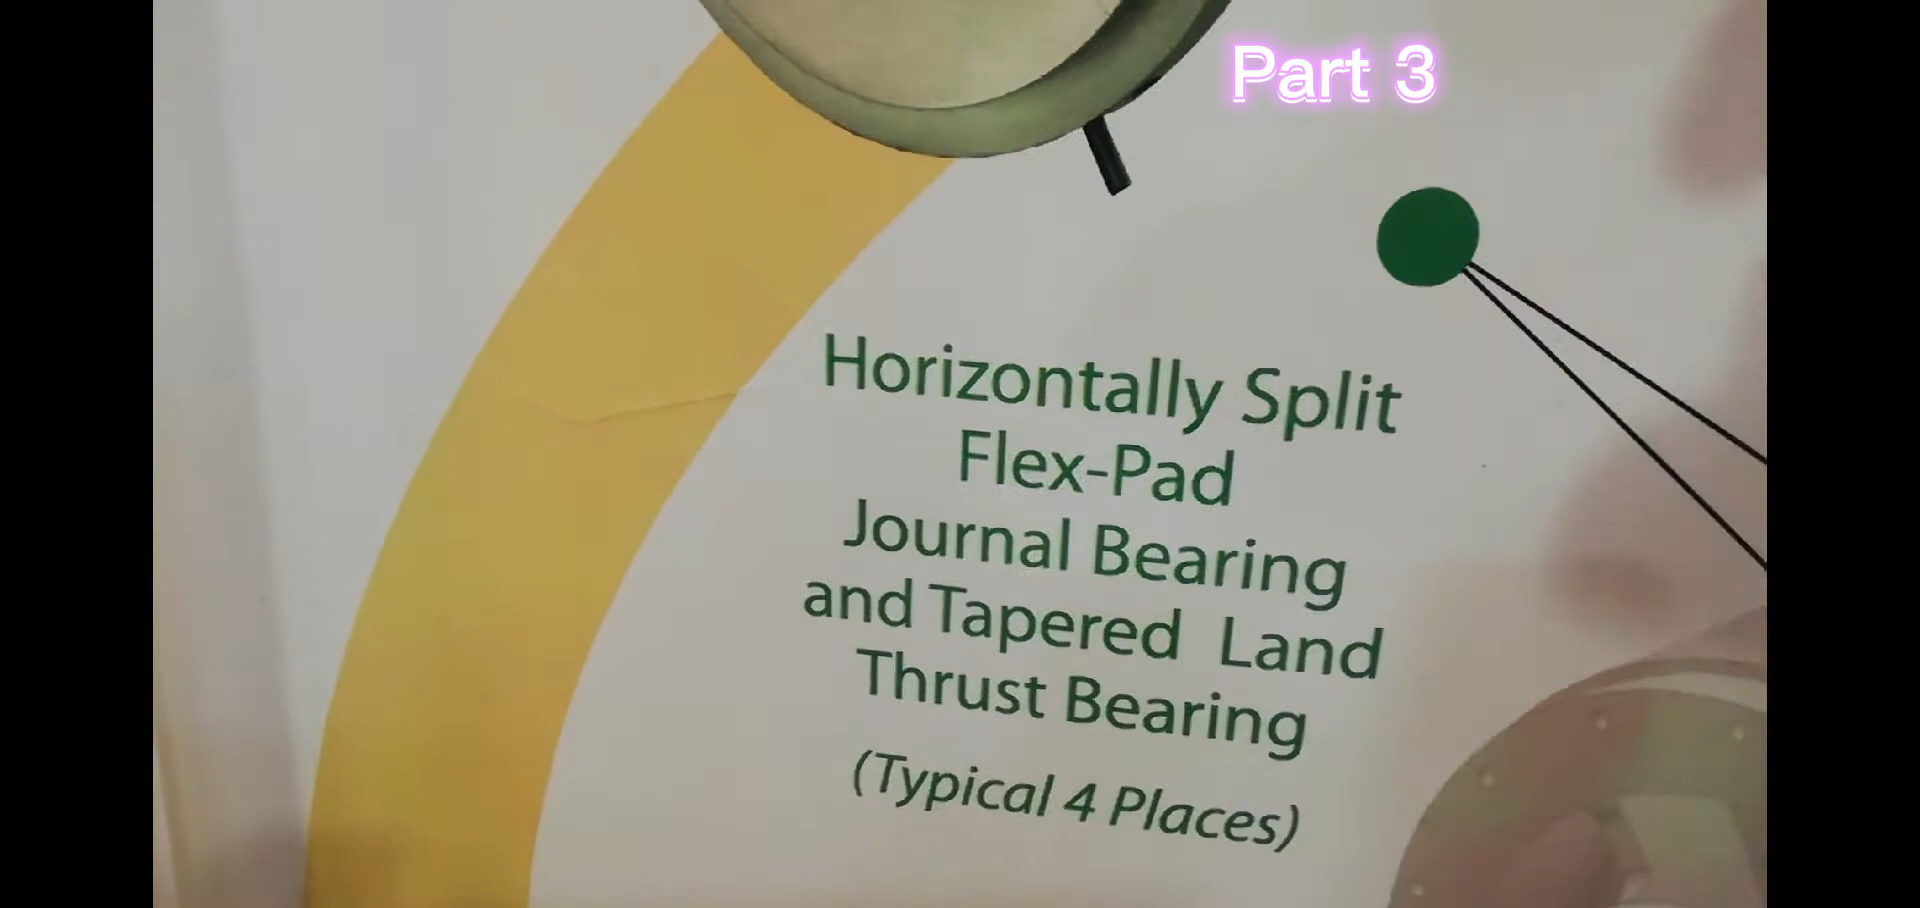 Part 3
Horizontally Split
Flex-Pad
Journal Bearing
and Tapered Land
Thrust Bearing
(Typical 4 Places)